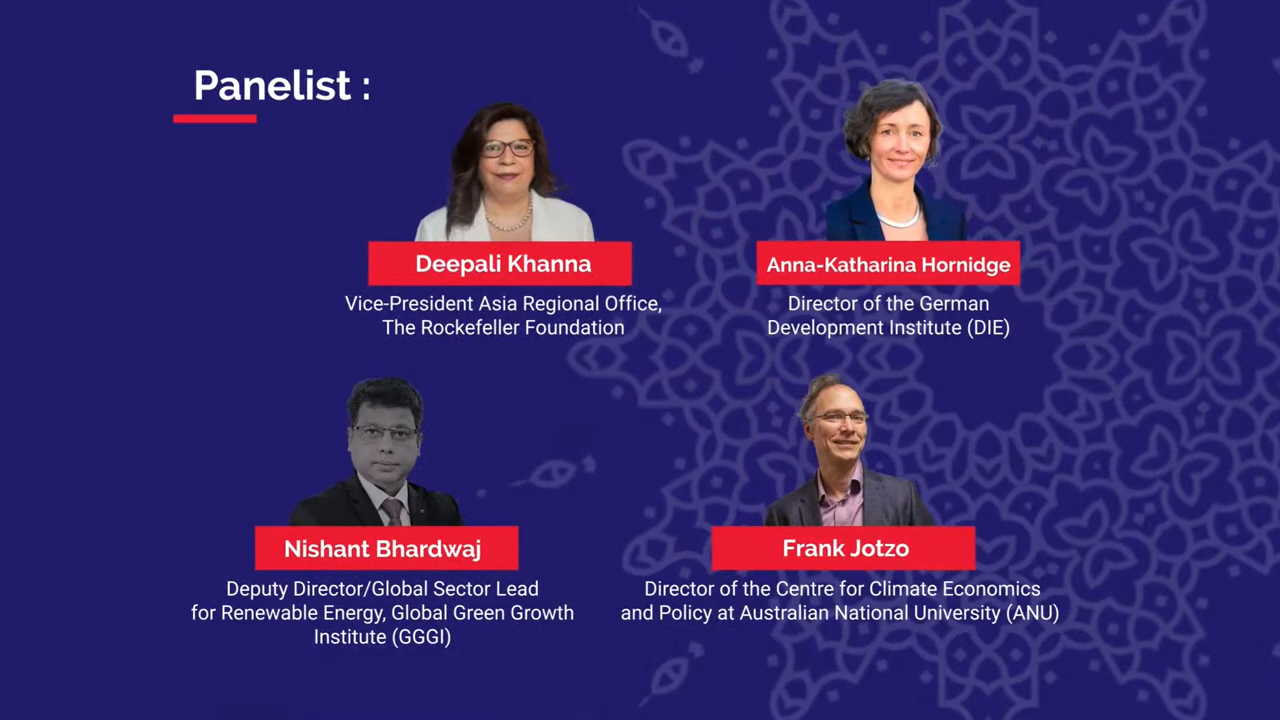 Panelist :
Deepali Khanna
Vice-President Asia Regional Office,
The Rockefeller Foundation
Anna-Katharina Hornidge
Director of the German
Development Institute (DIE)
Nishant Bhardwaj
Deputy Director/Global Sector Lead
for Renewable Energy, Global Green Growth
Institute (GGGI)
Frank Jotzo
Director of the Centre for Climate Economics
and Policy at Australian National University (ANU)